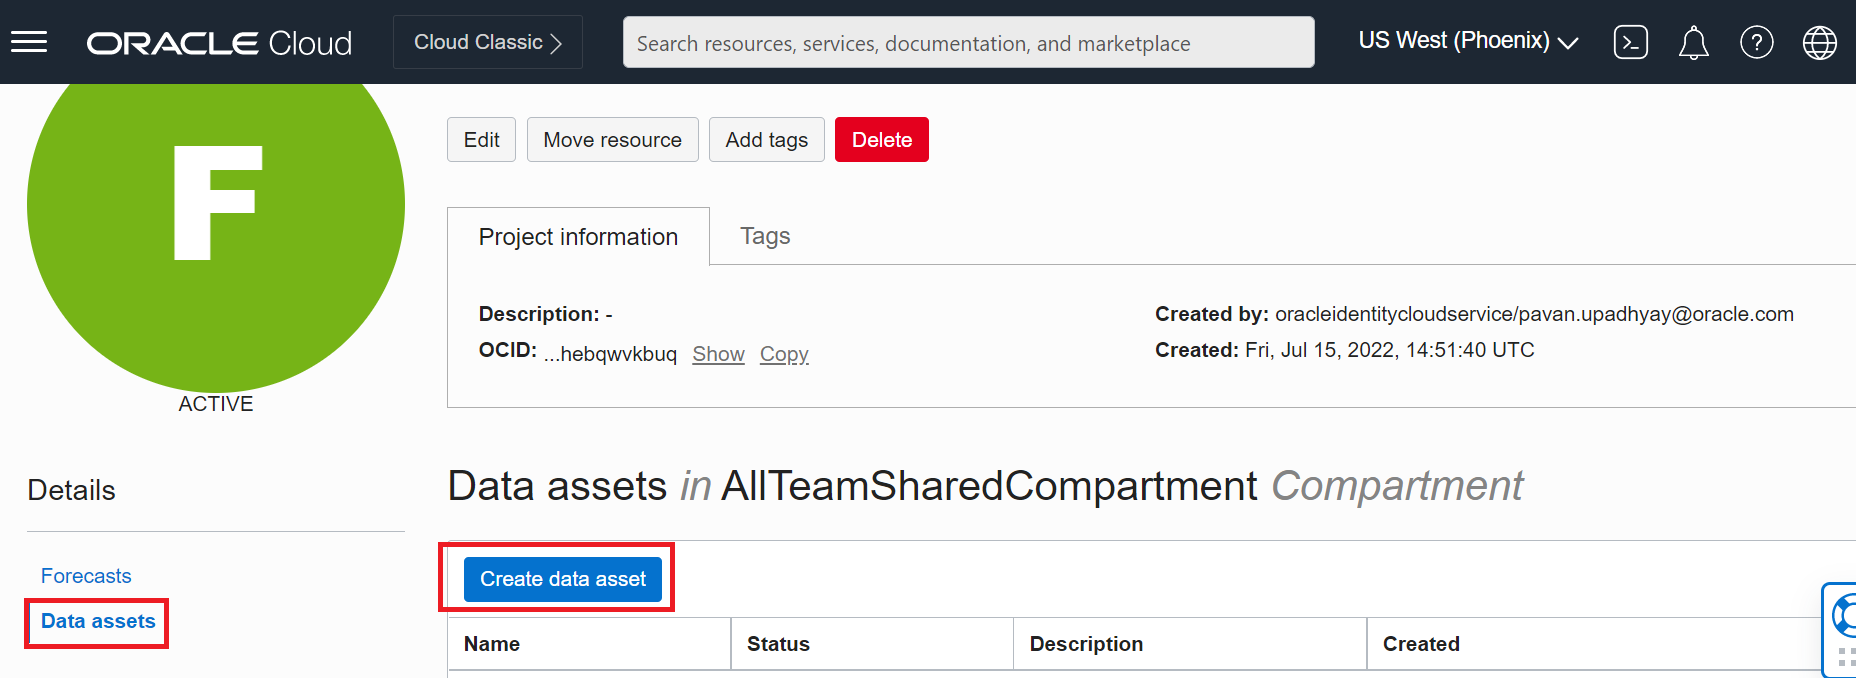 ORACLE Cloud
Cloud Classic
Search resources, services, documentation, and marketplace
US West (Phoenix)
F
ACTIVE
Edit
Move resource
Add tags
Delete
Project information
Tags
Description: -
OCID: ...hebqwvkbuq Show Copy
Created by: oracleidentitycloudservice/pavan.upadhyay@oracle.com
Created: Fri, Jul 15, 2022, 14:51:40 UTC
Details
Forecasts
Data assets
Data assets in AllTeamSharedCompartment Compartment
Create data asset
Name Status Description Created